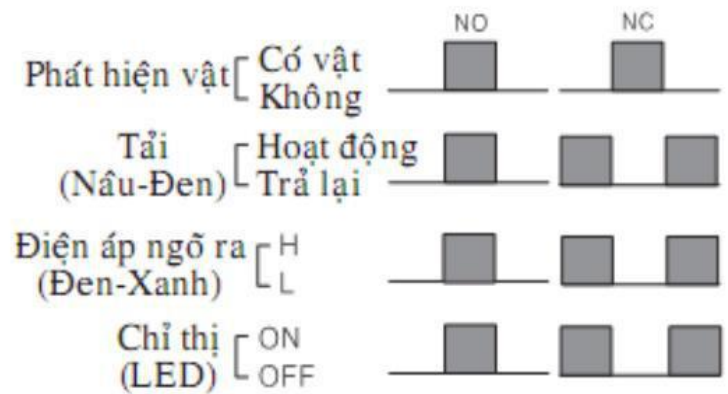 NO NC
Phát hiện vật Có vật
Không
Tải Hoạt động
(Nâu-Đen) Trả lại
Điện áp ngõ ra H
(Đen-Xanh) L
Chỉ thị ON
(LED) OFF